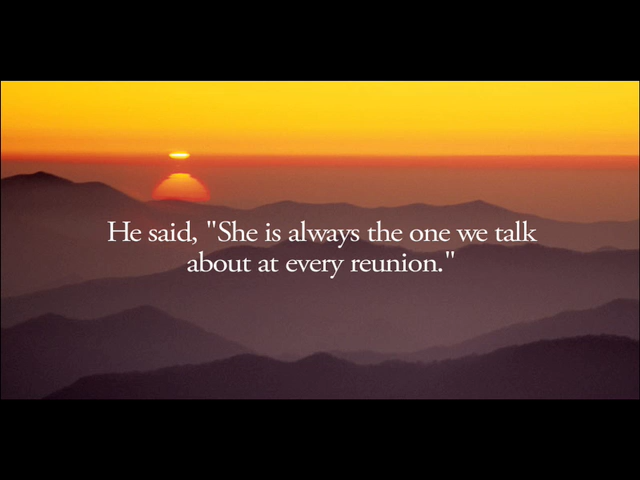 He said, "She is always the one we talk
about at every reunion."